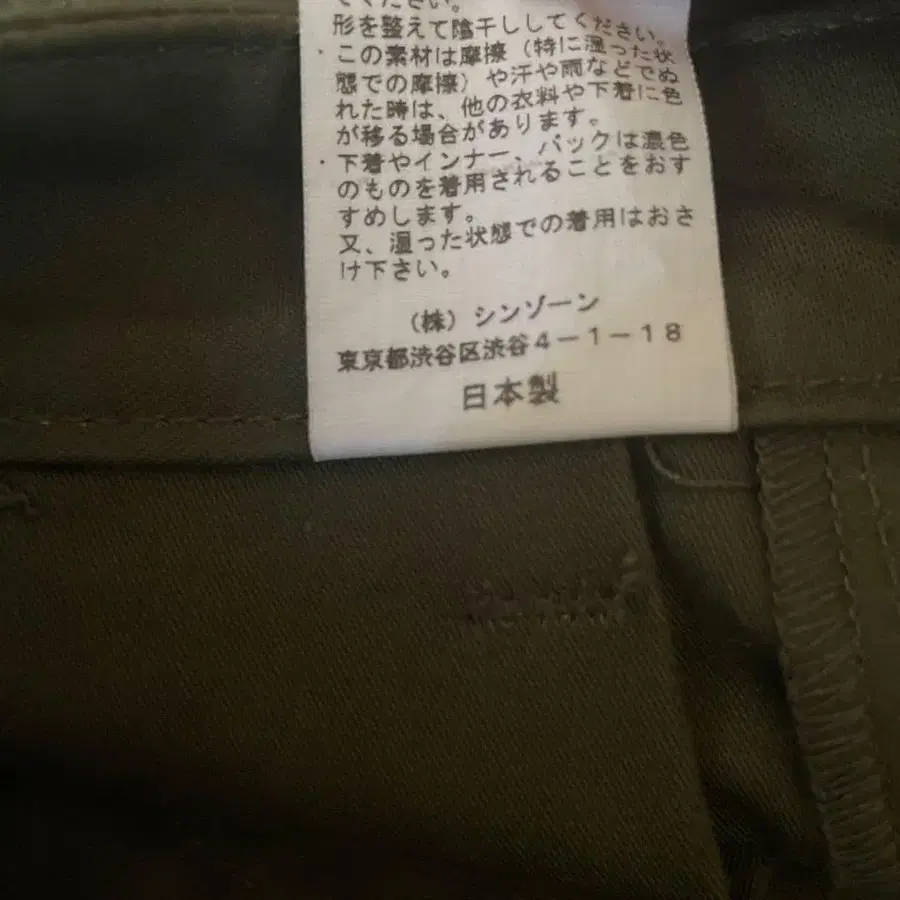 てください。
形を整えて陰干ししてください。
・この素材は摩擦（特に湿った状
態での摩擦）や汗や雨などでぬ
れた時は、他の衣料や下着に色
が移る場合があります。
・下着やインナー、バックは濃色
のものを着用されることをおす
すめします。
又、湿った状態での着用はおさ
け下さい。
（株）シンゾーン
東京都渋谷区渋谷4－1－18
日本製